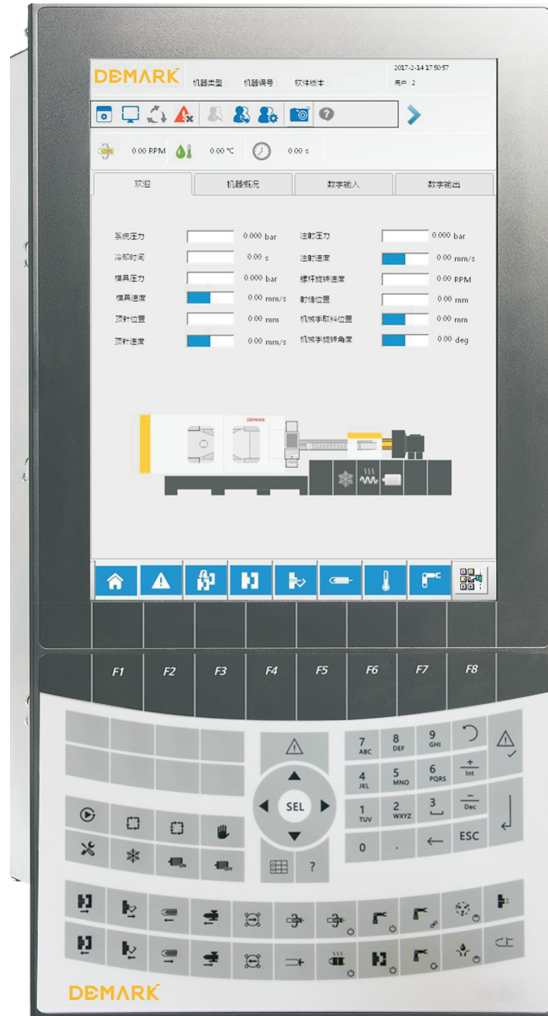 DEMARK
机器类型:
机器编号:
软件版本:
2017-2-14 17:50:57
用户: 2
0.00 RPM
0.00 ℃
0.00 s
欢迎
机器概况
数字输入
数字输出
系统压力 0.000 bar 注射压力 0.000 bar
冷却时间 0.00 s 注射速度 0.00 mm/s
模具压力 0.000 bar 螺杆旋转速度 0.00 RPM
模具速度 0.00 mm/s 射储位置 0.00 mm
顶针位置 0.00 mm 机械手取料位置 0.00 mm
顶针速度 0.00 mm/s 机械手旋转角度 0.00 deg
DEMARK
F1 F2 F3 F4 F5 F6 F7 F8
7 ABC 8 DEF 9 GHI
4 JKL 5 MNO 6 PQRS + Int
SEL
1 TUV 2 WXYZ 3 − Dec
0 . ← ESC
?
ON OFF
DEMARK